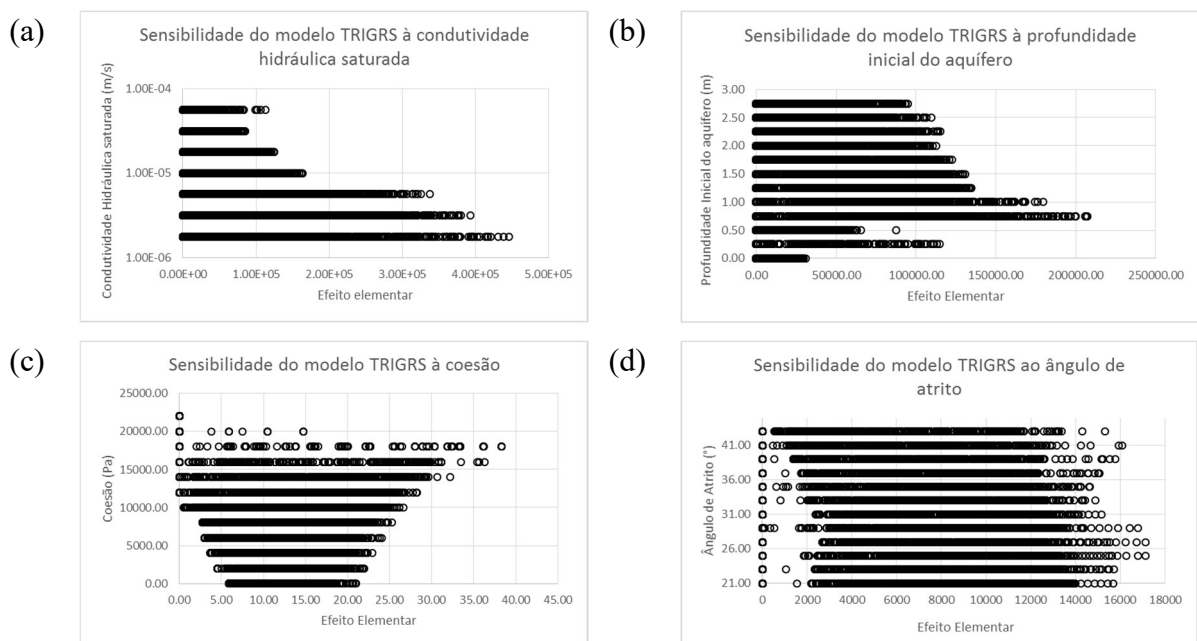 (a)
Sensibilidade do modelo TRIGRS à condutividade
hidráulica saturada
Condutividade Hidráulica saturada (m/s)
1.00E-04
1.00E-05
1.00E-06
0.00E+00 1.00E+05 2.00E+05 3.00E+05 4.00E+05 5.00E+05
Efeito elementar
(b)
Sensibilidade do modelo TRIGRS à profundidade
inicial do aquífero
Profundidade Inicial do aquífero (m)
3.00
2.50
2.00
1.50
1.00
0.50
0.00
0.00 50000.00 100000.00 150000.00 200000.00 250000.00
Efeito Elementar
(c)
Sensibilidade do modelo TRIGRS à coesão
Coesão (Pa)
25000.00
20000.00
15000.00
10000.00
5000.00
0.00
0.00 5.00 10.00 15.00 20.00 25.00 30.00 35.00 40.00 45.00
Efeito Elementar
(d)
Sensibilidade do modelo TRIGRS ao ângulo de
atrito
Ângulo de Atrito (°)
41.00
36.00
31.00
26.00
21.00
0 2000 4000 6000 8000 10000 12000 14000 16000 18000
Efeito Elementar